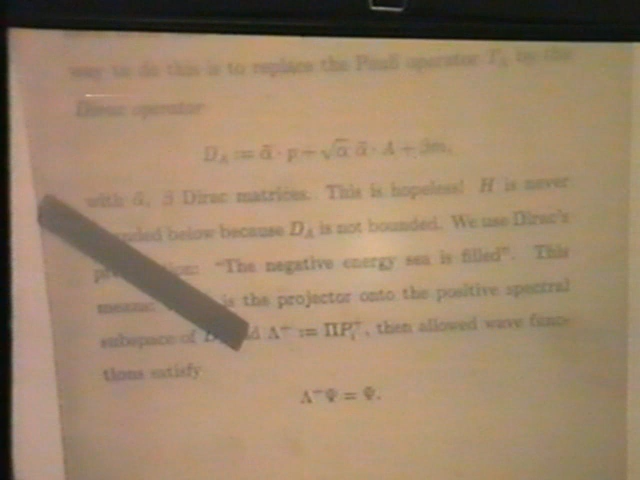 way to do this is to replace the Pauli operator T_A by the
Dirac operator
D_A := α⃗ · p + √α α⃗ · A + βm,
with α⃗, β Dirac matrices. This is hopeless! H is never
below because D_A is not bounded. We use Dirac's
"The negative energy sea is filled". This
means: is the projector onto the positive spectral
subspace of Λ⁺ := ΠP_i⁺, then allowed wave func-
tions satisfy
Λ⁺Ψ = Ψ.